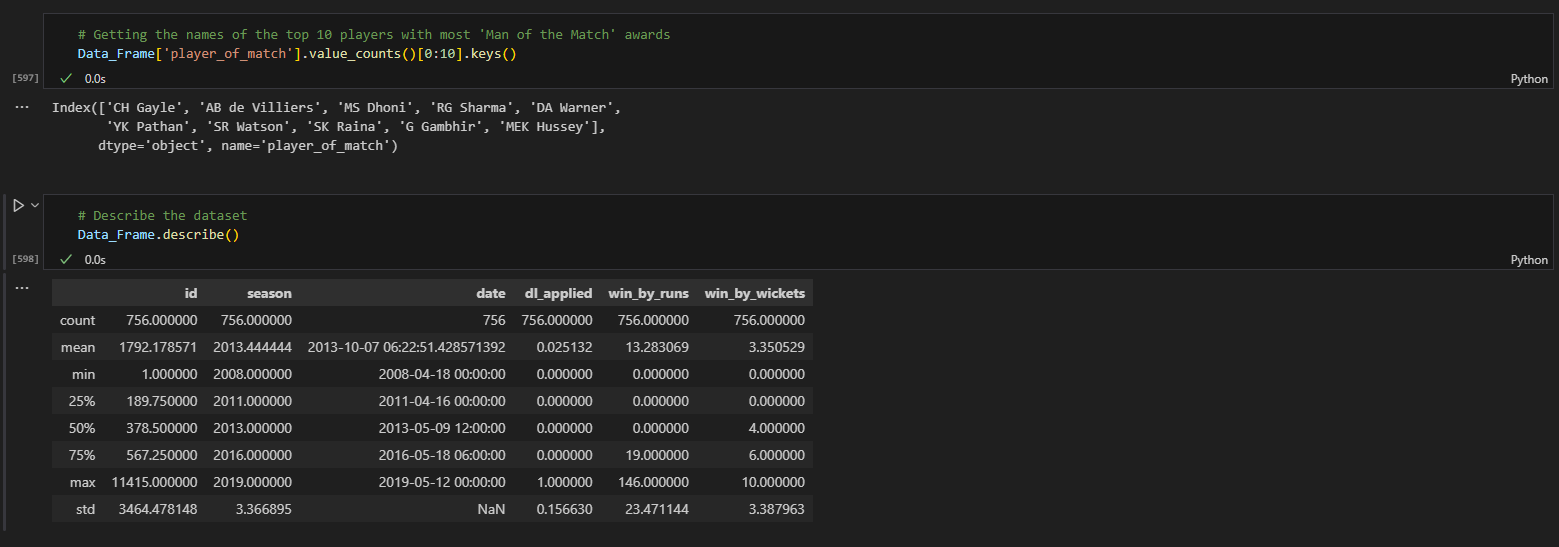 # Getting the names of the top 10 players with most 'Man of the Match' awards
Data_Frame['player_of_match'].value_counts()[0:10].keys()
[597] 0.0s Python
... Index(['CH Gayle', 'AB de Villiers', 'MS Dhoni', 'RG Sharma', 'DA Warner',
'YK Pathan', 'SR Watson', 'SK Raina', 'G Gambhir', 'MEK Hussey'],
dtype='object', name='player_of_match')
# Describe the dataset
Data_Frame.describe()
[598] 0.0s Python
...
id season date dl_applied win_by_runs win_by_wickets
count 756.000000 756.000000 756 756.000000 756.000000 756.000000
mean 1792.178571 2013.444444 2013-10-07 06:22:51.428571392 0.025132 13.283069 3.350529
min 1.000000 2008.000000 2008-04-18 00:00:00 0.000000 0.000000 0.000000
25% 189.750000 2011.000000 2011-04-16 00:00:00 0.000000 0.000000 0.000000
50% 378.500000 2013.000000 2013-05-09 12:00:00 0.000000 0.000000 4.000000
75% 567.250000 2016.000000 2016-05-18 06:00:00 0.000000 19.000000 6.000000
max 11415.000000 2019.000000 2019-05-12 00:00:00 1.000000 146.000000 10.000000
std 3464.478148 3.366895 NaN 0.156630 23.471144 3.387963